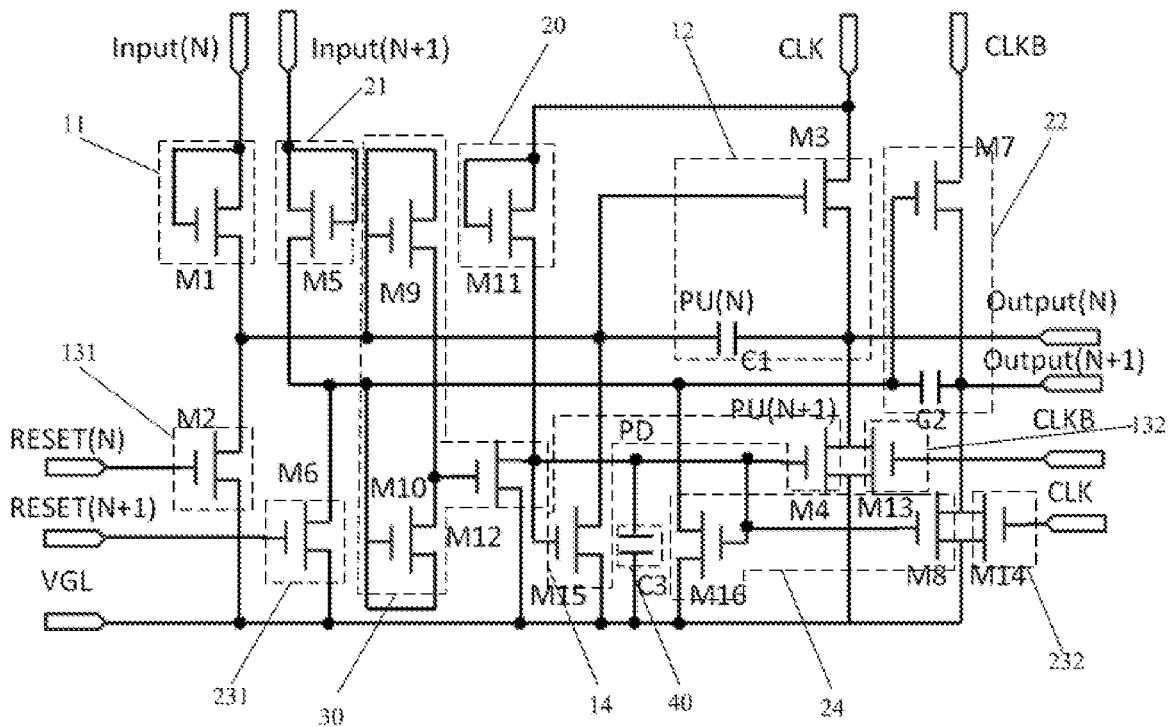 Input(N)
Input(N+1)
20
12
CLK
CLKB
11
21
M3
M7
22
M1
M5
M9
M11
PU(N)
C1
Output(N)
Output(N+1)
131
M2
RESET(N)
PU(N+1)
C2
CLKB
132
PD
M6
M10
RESET(N+1)
M12
M4
M13
CLK
VGL
M15
C3
M16
M8
M14
231
30
14
40
24
232